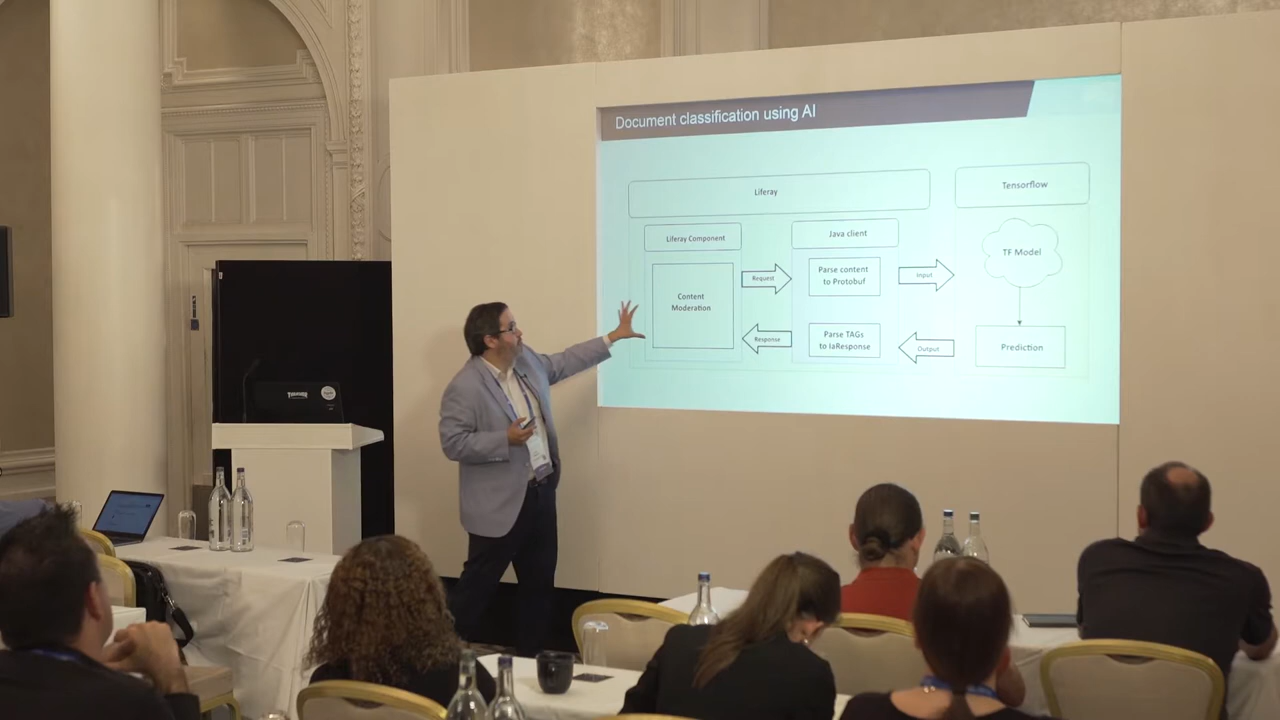 Document classification using AI
Liferay
Tensorflow
Liferay Component
Java client
TF Model
Content
Moderation
Request
Parse content
to Protobuf
Input
Response
Parse TAGs
to IaResponse
Output
Prediction